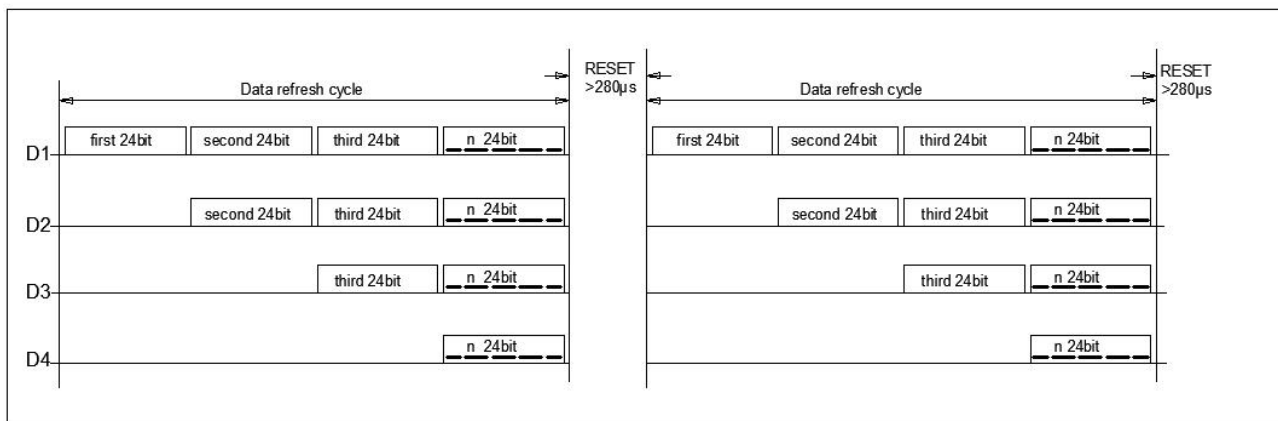 RESET
>280µs
Data refresh cycle
RESET
>280µs
Data refresh cycle
D1
first 24bit
second 24bit
third 24bit
n 24bit
first 24bit
second 24bit
third 24bit
n 24bit
D2
second 24bit
third 24bit
n 24bit
second 24bit
third 24bit
n 24bit
D3
third 24bit
n 24bit
third 24bit
n 24bit
D4
n 24bit
n 24bit